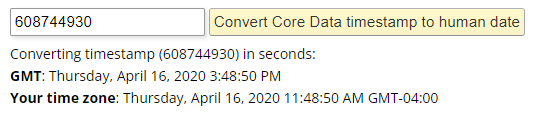 608744930 Convert Core Data timestamp to human date
Converting timestamp (608744930) in seconds:
GMT: Thursday, April 16, 2020 3:48:50 PM
Your time zone: Thursday, April 16, 2020 11:48:50 AM GMT-04:00